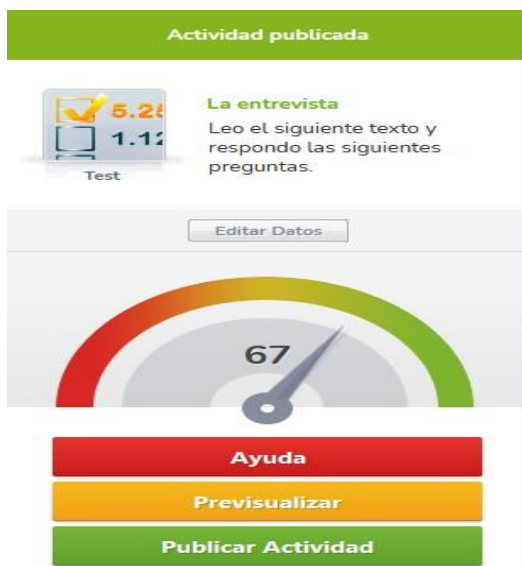 Actividad publicada
5.25
1.12
Test
La entrevista
Leo el siguiente texto y
respondo las siguientes
preguntas.
Editar Datos
67
Ayuda
Previsualizar
Publicar Actividad